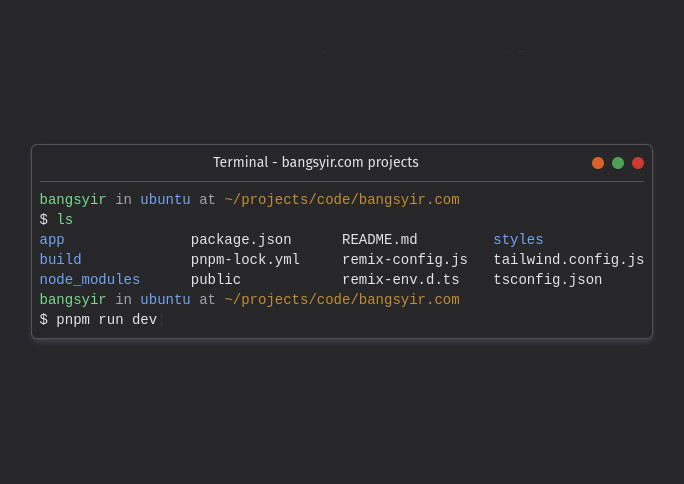 Terminal - bangsyir.com projects
bangsyir in ubuntu at ~/projects/code/bangsyir.com
$ ls
app package.json README.md styles
build pnpm-lock.yml remix-config.js tailwind.config.js
node_modules public remix-env.d.ts tsconfig.json
bangsyir in ubuntu at ~/projects/code/bangsyir.com
$ pnpm run dev